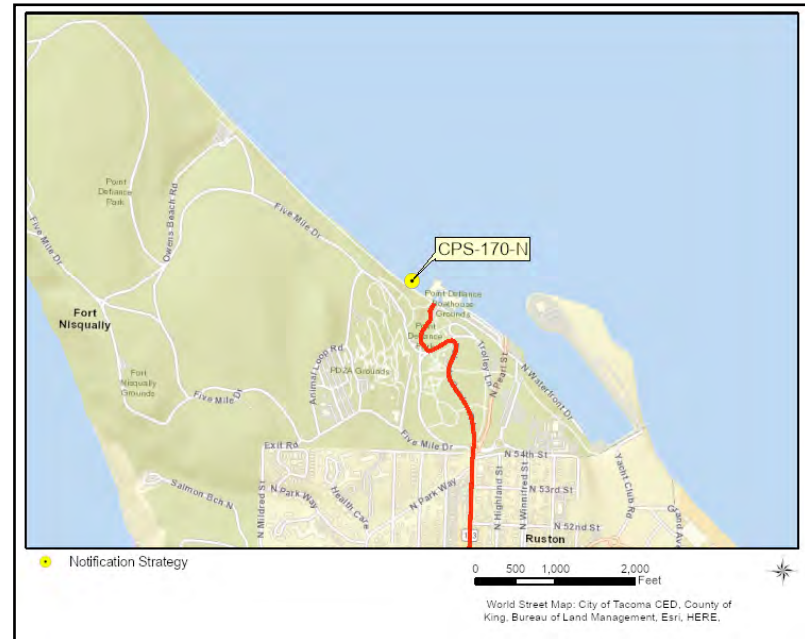 CPS-170-N
Point
Defiance
Park
Owens Beach Rd
Five Mile Dr
Five Mile Dr
Fort
Nisqually
Fort
Nisqually
Grounds
Five Mile Dr
Animal Loop Rd
PDZA Grounds
Point Defiance
Boathouse
Grounds
Point
Defiance
Trolley Ln
N Pearl St
N Waterfront Dr
Five Mile Dr
Exit Rd
N Mildred St
N Park Way
Health Care
N Park Way
Salmon Bch N
N 54th St
N 53rd St
N 52nd St
N Highland St
N Winnifred St
Yacht Club Rd
Ruston
Notification Strategy
0 500 1,000 2,000
Feet
World Street Map: City of Tacoma CED, County of
King, Bureau of Land Management, Esri, HERE,